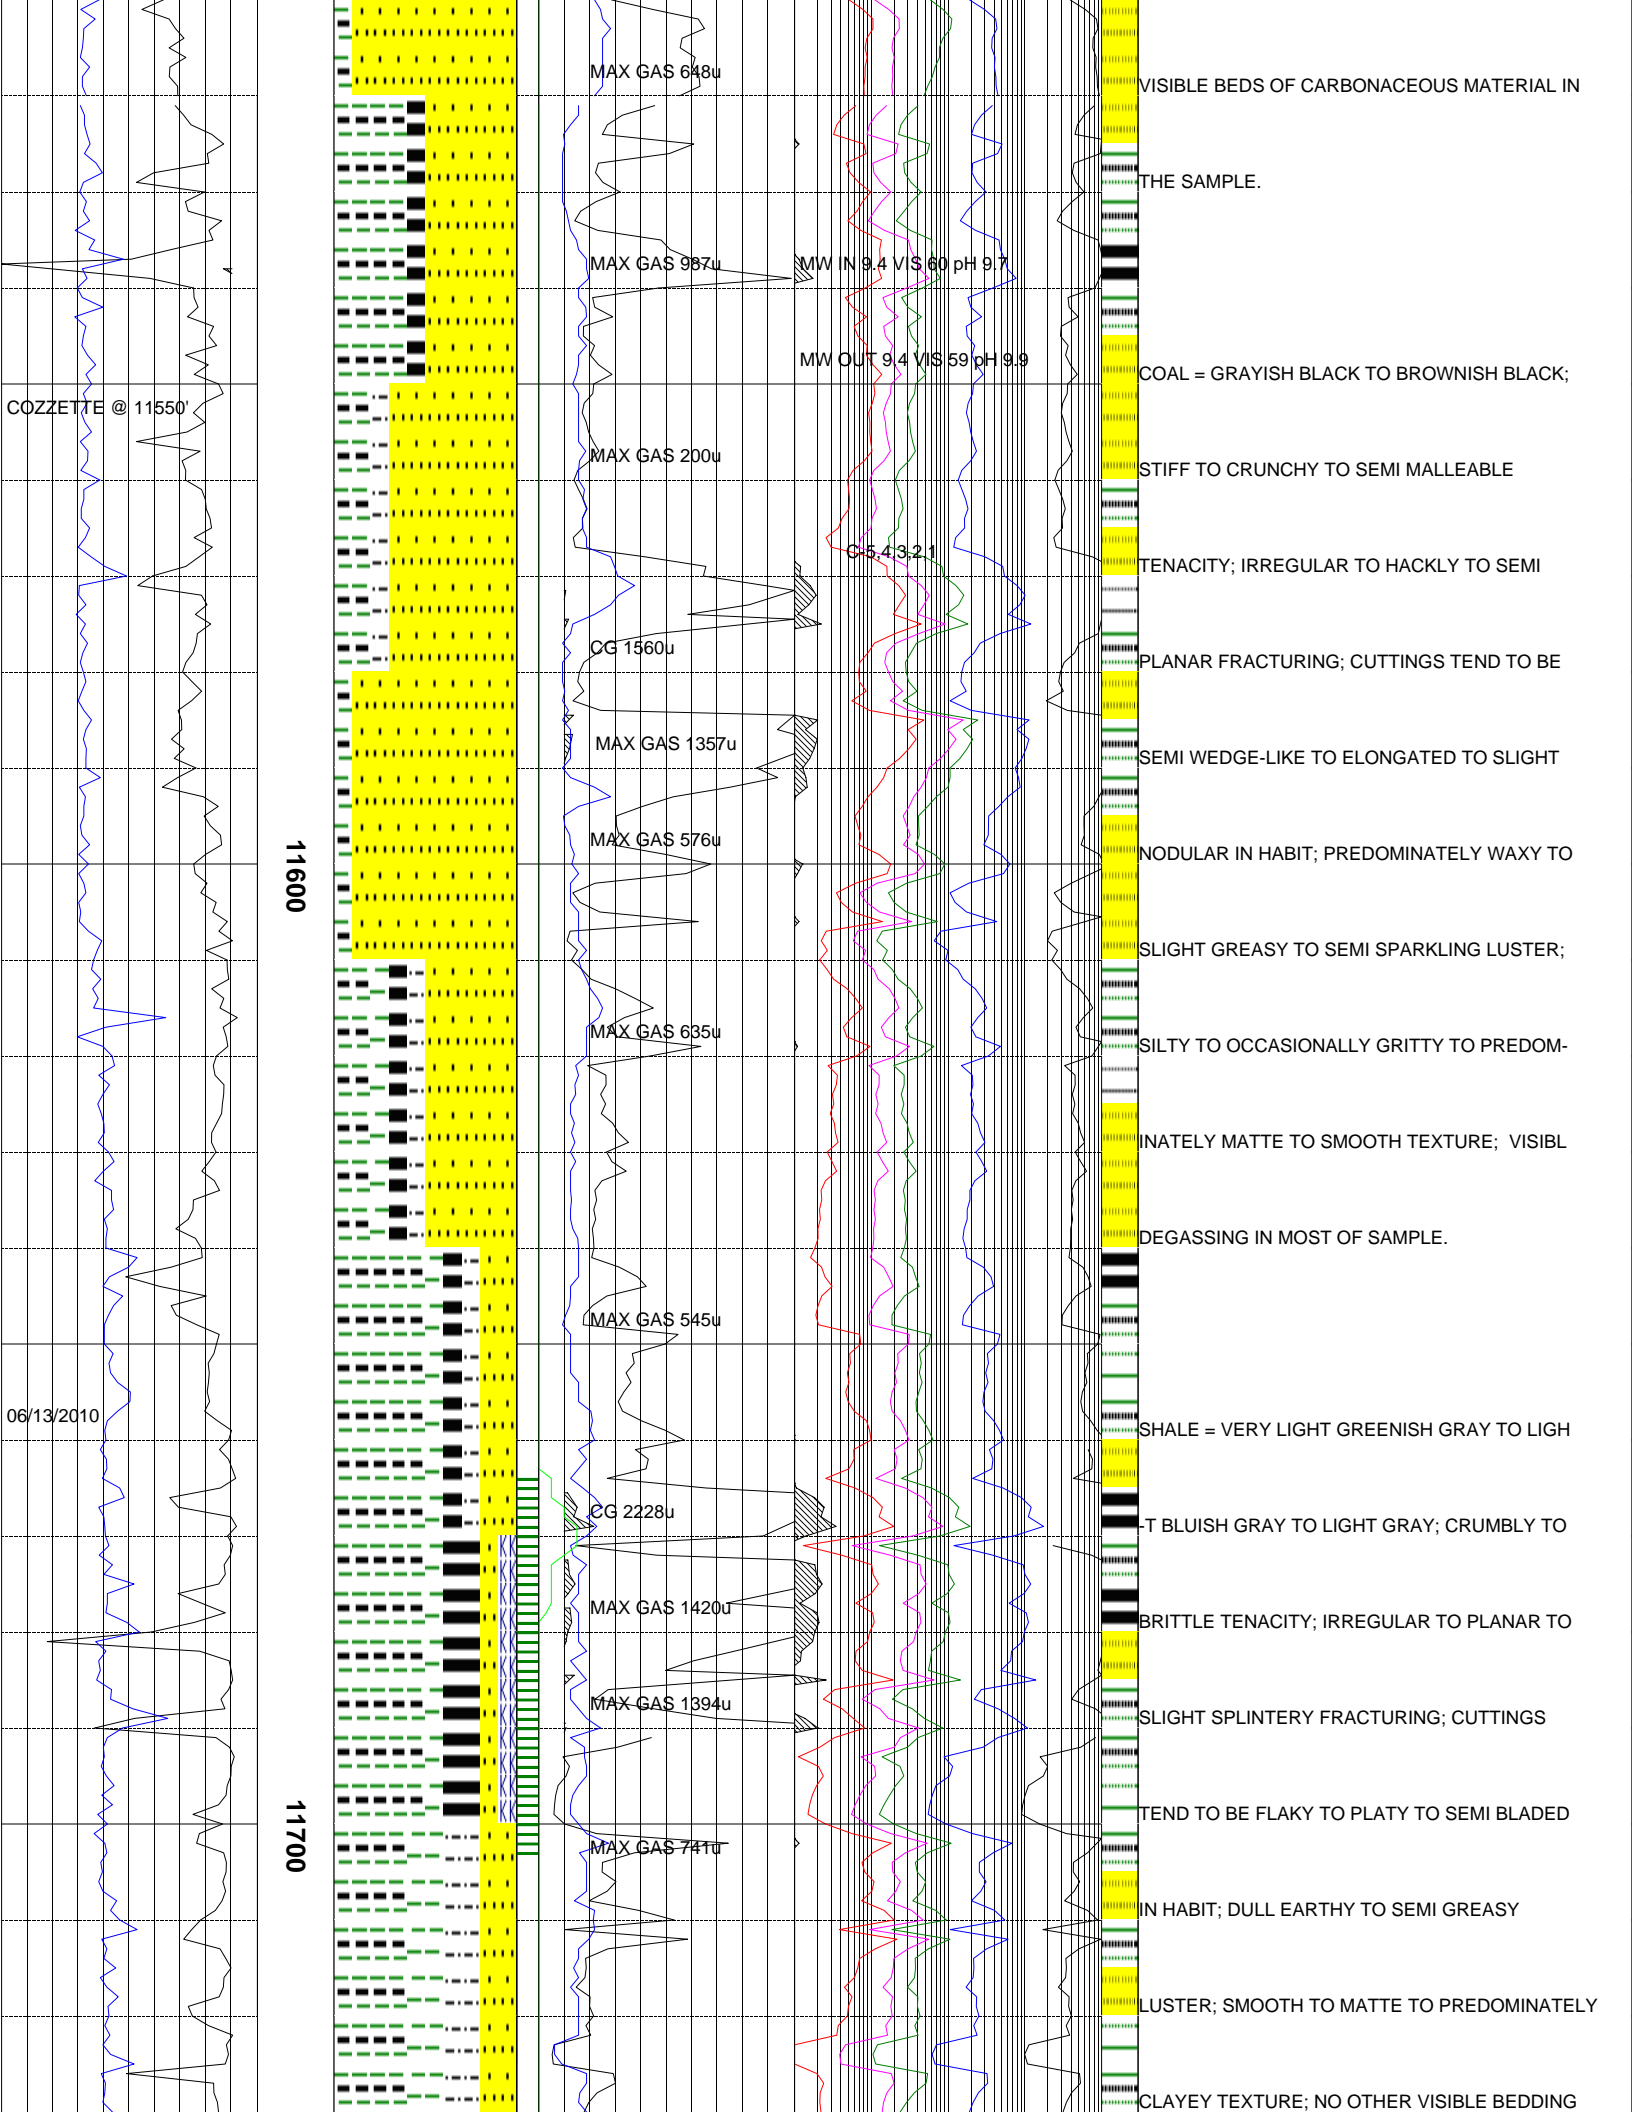 MAX GAS 648u
VISIBLE BEDS OF CARBONACEOUS MATERIAL IN
THE SAMPLE.
MAX GAS 987u
MW IN 9.4 VIS 60 pH 9.7
MW OUT 9.4 VIS 59 pH 9.9
COAL = GRAYISH BLACK TO BROWNISH BLACK;
COZZETTE @ 11550'
MAX GAS 200u
STIFF TO CRUNCHY TO SEMI MALLEABLE
C-5,4,3,2,1
TENACITY; IRREGULAR TO HACKLY TO SEMI
CG 1560u
PLANAR FRACTURING; CUTTINGS TEND TO BE
MAX GAS 1357u
SEMI WEDGE-LIKE TO ELONGATED TO SLIGHT
11600
MAX GAS 576u
NODULAR IN HABIT; PREDOMINATELY WAXY TO
SLIGHT GREASY TO SEMI SPARKLING LUSTER;
MAX GAS 635u
SILTY TO OCCASIONALLY GRITTY TO PREDOM-
INATELY MATTE TO SMOOTH TEXTURE;  VISIBL
DEGASSING IN MOST OF SAMPLE.
MAX GAS 545u
06/13/2010
SHALE = VERY LIGHT GREENISH GRAY TO LIGH
CG 2228u
-T BLUISH GRAY TO LIGHT GRAY; CRUMBLY TO
MAX GAS 1420u
BRITTLE TENACITY; IRREGULAR TO PLANAR TO
MAX GAS 1394u
SLIGHT SPLINTERY FRACTURING; CUTTINGS
11700
TEND TO BE FLAKY TO PLATY TO SEMI BLADED
MAX GAS 741u
IN HABIT; DULL EARTHY TO SEMI GREASY
LUSTER; SMOOTH TO MATTE TO PREDOMINATELY
CLAYEY TEXTURE; NO OTHER VISIBLE BEDDING